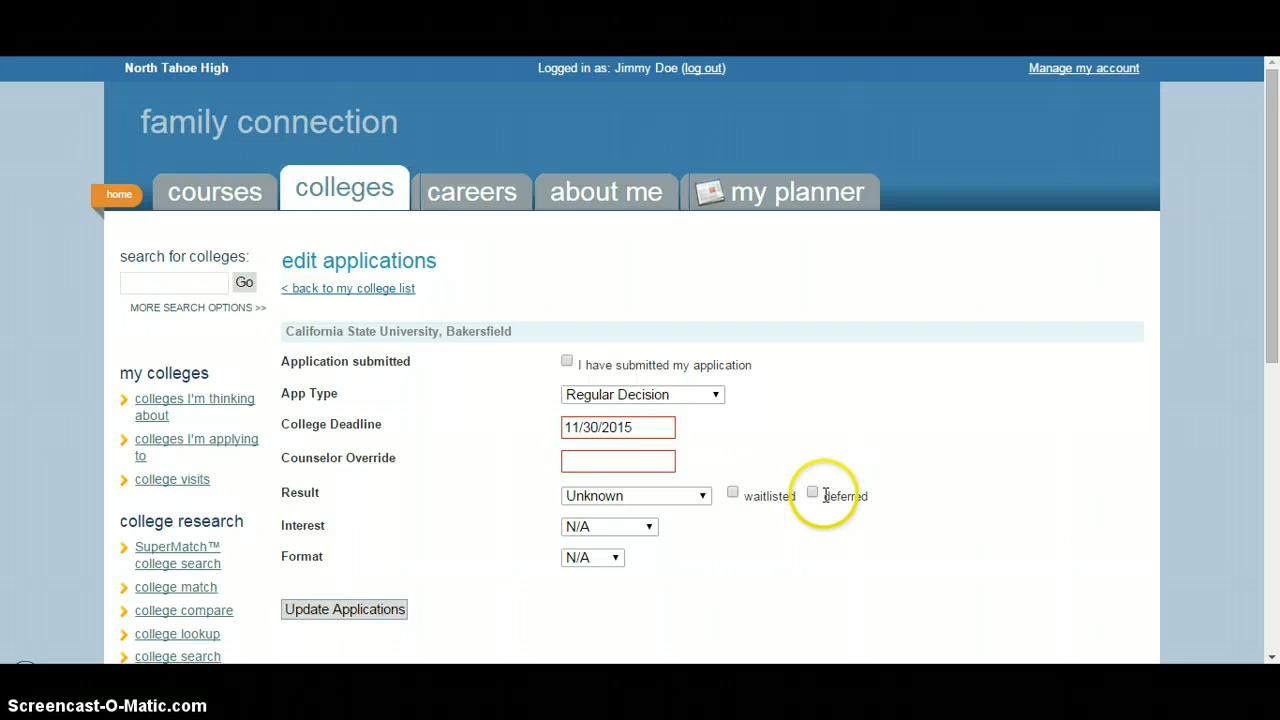 North Tahoe High
Logged in as: Jimmy Doe (log out)
Manage my account
family connection
home
courses
colleges
careers
about me
my planner
search for colleges:
Go
MORE SEARCH OPTIONS >>
my colleges
colleges I'm thinking
about
colleges I'm applying
to
college visits
college research
SuperMatch™
college search
college match
college compare
college lookup
college search
edit applications
< back to my college list
California State University, Bakersfield
Application submitted
I have submitted my application
App Type
Regular Decision
College Deadline
11/30/2015
Counselor Override
Result
Unknown
waitlisted
deferred
Interest
N/A
Format
N/A
Update Applications
Screencast-O-Matic.com